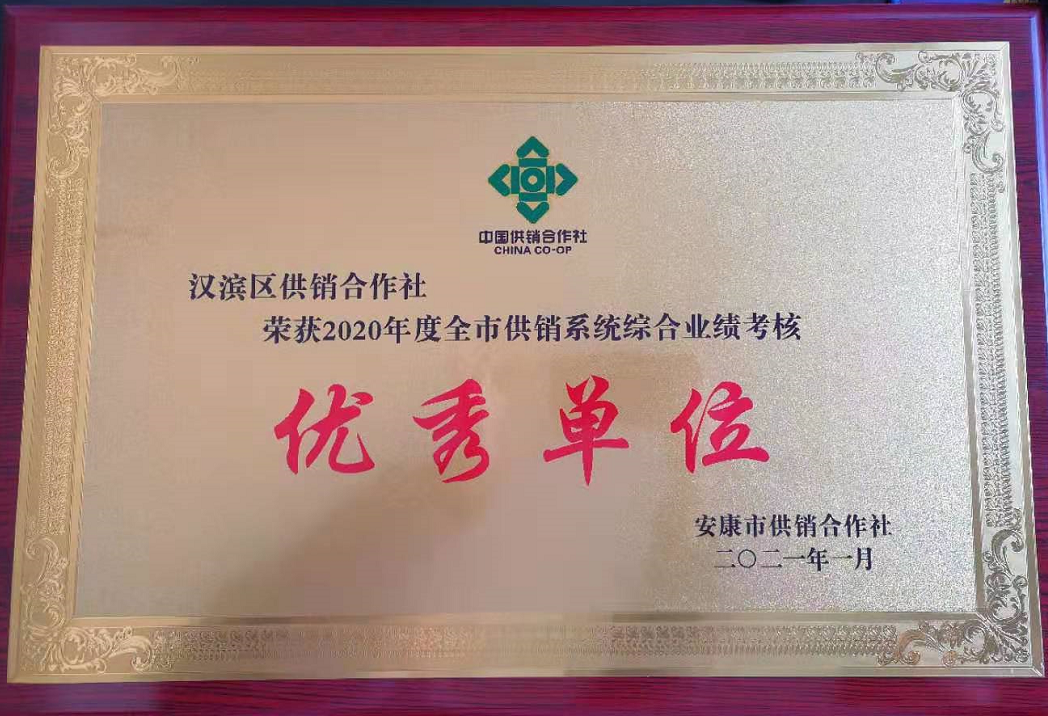 中国供销合作社
CHINA CO-OP
汉滨区供销合作社
荣获2020年度全市供销系统综合业绩考核
优秀单位
安康市供销合作社
二〇二一年一月